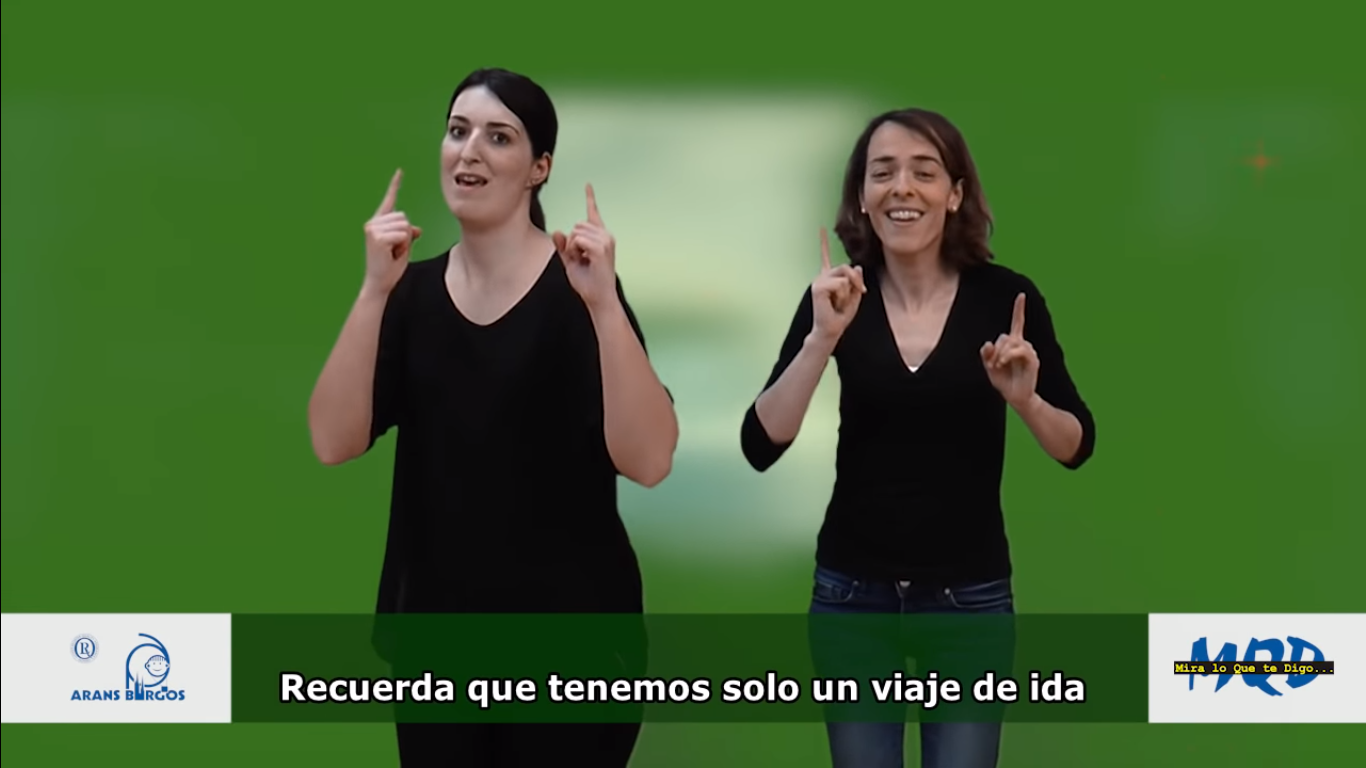 Recuerda que tenemos solo un viaje de ida
®
ARANS BURGOS
MQD
Mira lo Que te Digo...